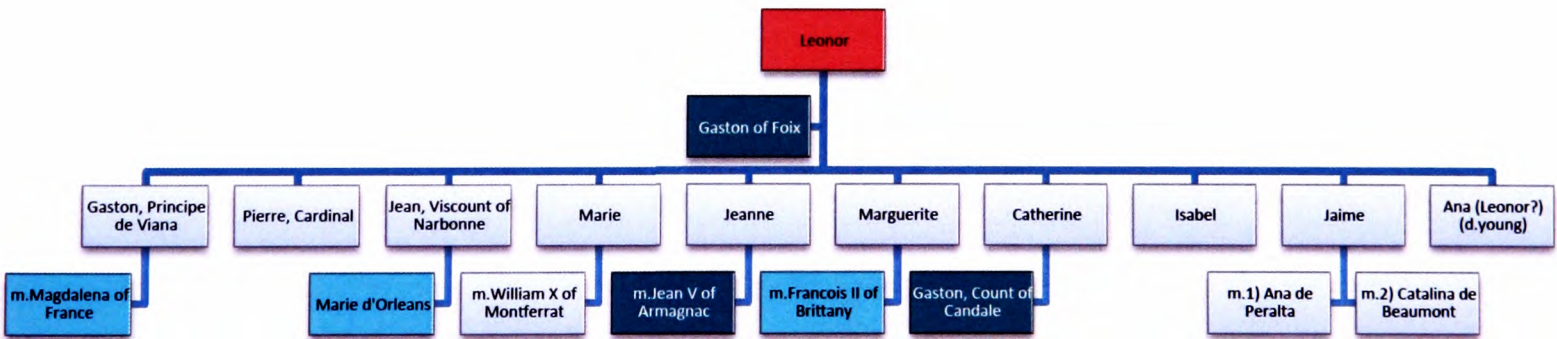 Leonor
Gaston of Foix
Gaston, Principe
de Viana
Pierre, Cardinal
Jean, Viscount of
Narbonne
Marie
Jeanne
Marguerite
Catherine
Isabel
Jaime
Ana (Leonor?)
(d.young)
m.Magdalena of
France
Marie d'Orleans
m.William X of
Montferrat
m.Jean V of
Armagnac
m.Francois II of
Brittany
Gaston, Count of
Candale
m.1) Ana de
Peralta
m.2) Catalina de
Beaumont